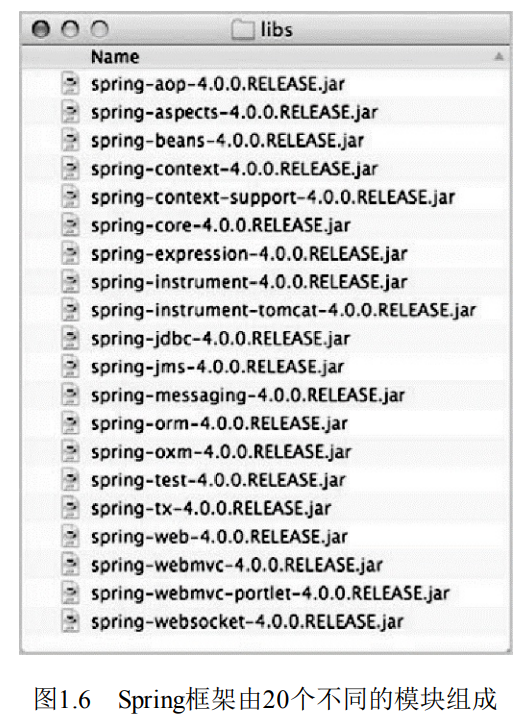 libs
Name
spring-aop-4.0.0.RELEASE.jar
spring-aspects-4.0.0.RELEASE.jar
spring-beans-4.0.0.RELEASE.jar
spring-context-4.0.0.RELEASE.jar
spring-context-support-4.0.0.RELEASE.jar
spring-core-4.0.0.RELEASE.jar
spring-expression-4.0.0.RELEASE.jar
spring-instrument-4.0.0.RELEASE.jar
spring-instrument-tomcat-4.0.0.RELEASE.jar
spring-jdbc-4.0.0.RELEASE.jar
spring-jms-4.0.0.RELEASE.jar
spring-messaging-4.0.0.RELEASE.jar
spring-orm-4.0.0.RELEASE.jar
spring-oxm-4.0.0.RELEASE.jar
spring-test-4.0.0.RELEASE.jar
spring-tx-4.0.0.RELEASE.jar
spring-web-4.0.0.RELEASE.jar
spring-webmvc-4.0.0.RELEASE.jar
spring-webmvc-portlet-4.0.0.RELEASE.jar
spring-websocket-4.0.0.RELEASE.jar
图1.6 Spring框架由20个不同的模块组成